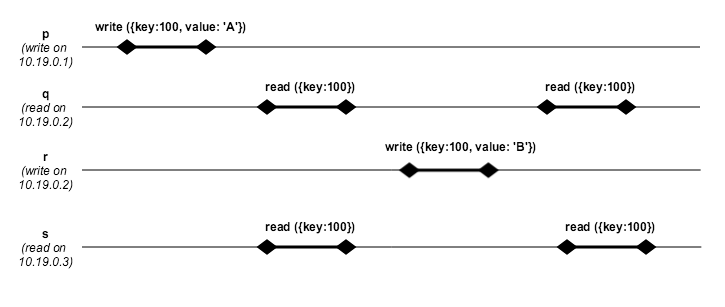 write ({key:100, value: 'A'})
p
(write on
10.19.0.1)
read ({key:100})
read ({key:100})
q
(read on
10.19.0.2)
write ({key:100, value: 'B'})
r
(write on
10.19.0.2)
read ({key:100})
read ({key:100})
s
(read on
10.19.0.3)